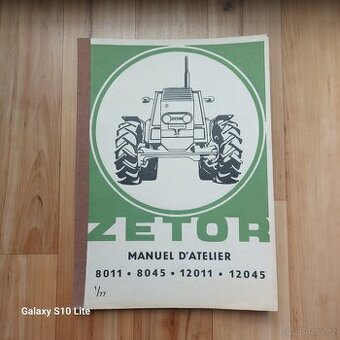 ZETOR
MANUEL D'ATELIER
8011 • 8045 • 12011 • 12045
1/77
Galaxy S10 Lite